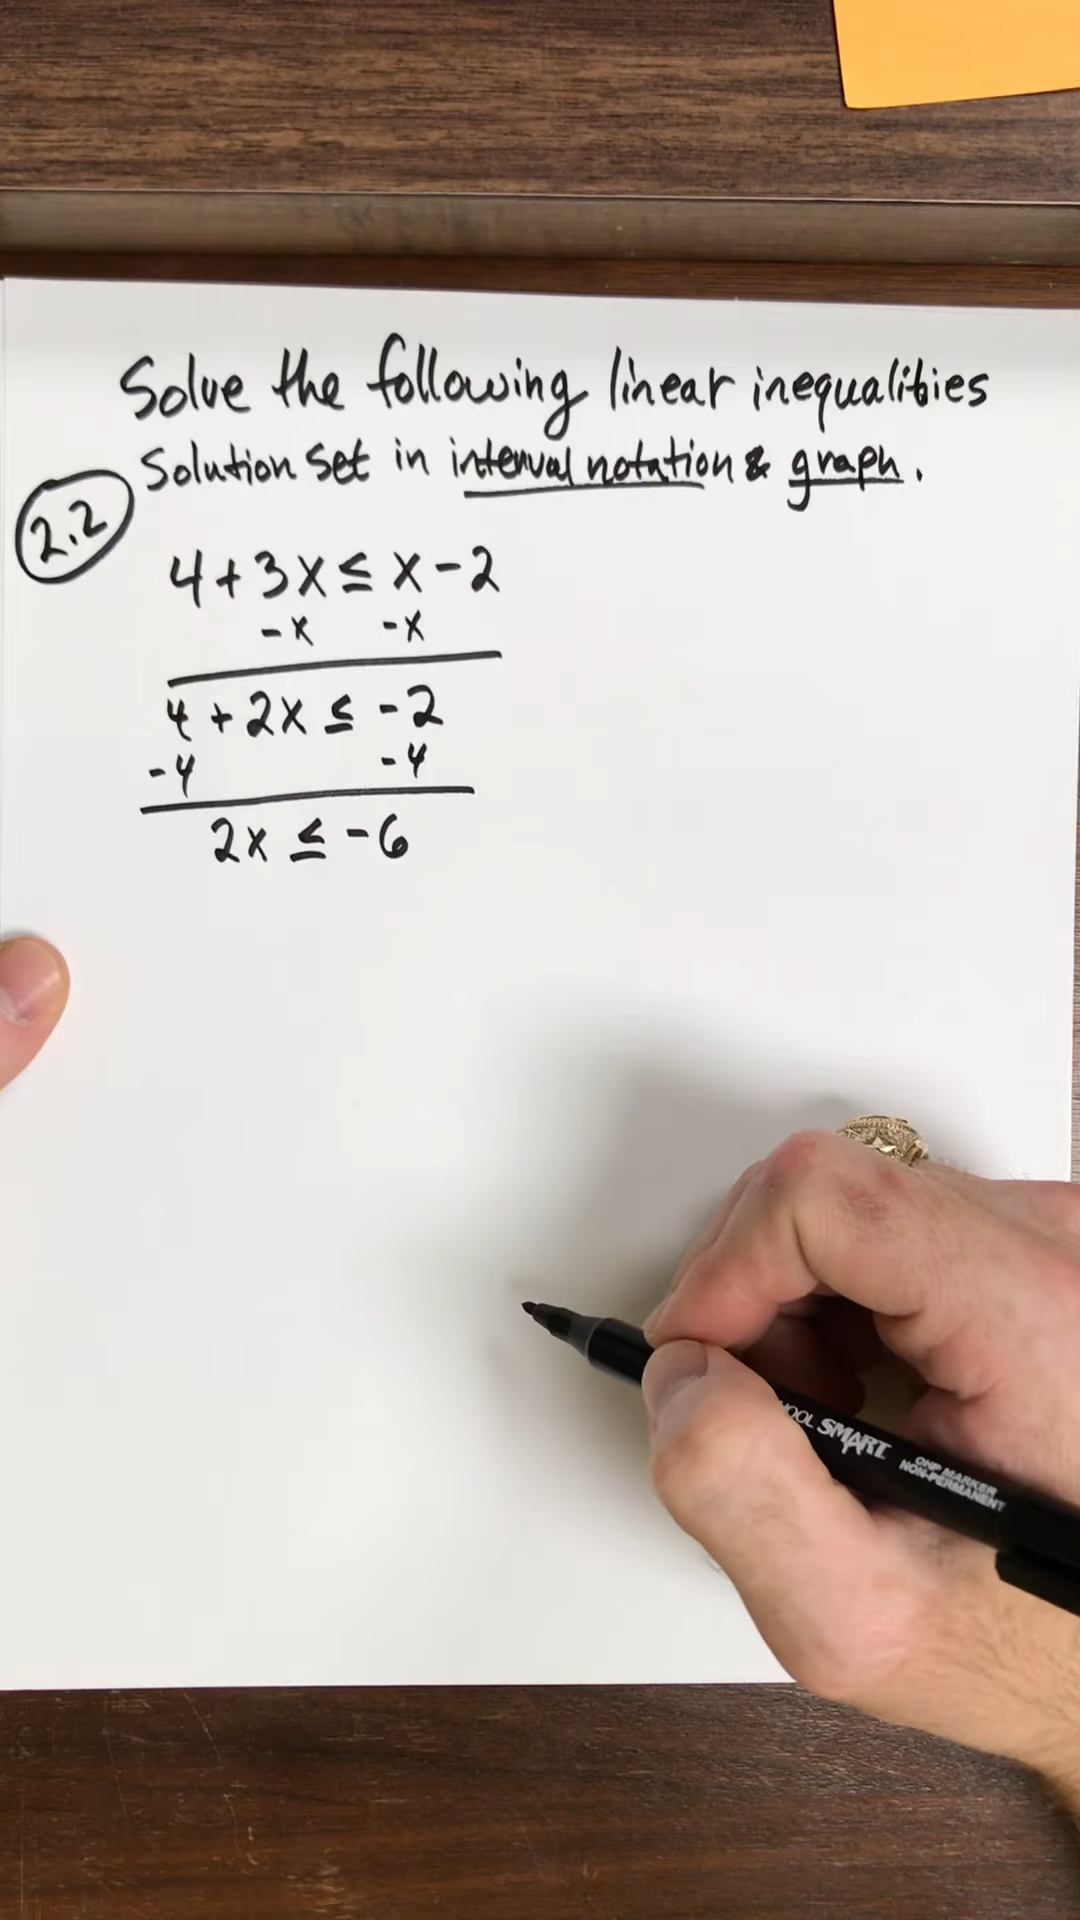 Solve the following linear inequalities
Solution set in interval notation & graph.
2.2
4+3x≤x-2
-x -x
4+2x≤-2
-4 -4
2x≤-6
SMART
OHP MARKER
NON-PERMANENT